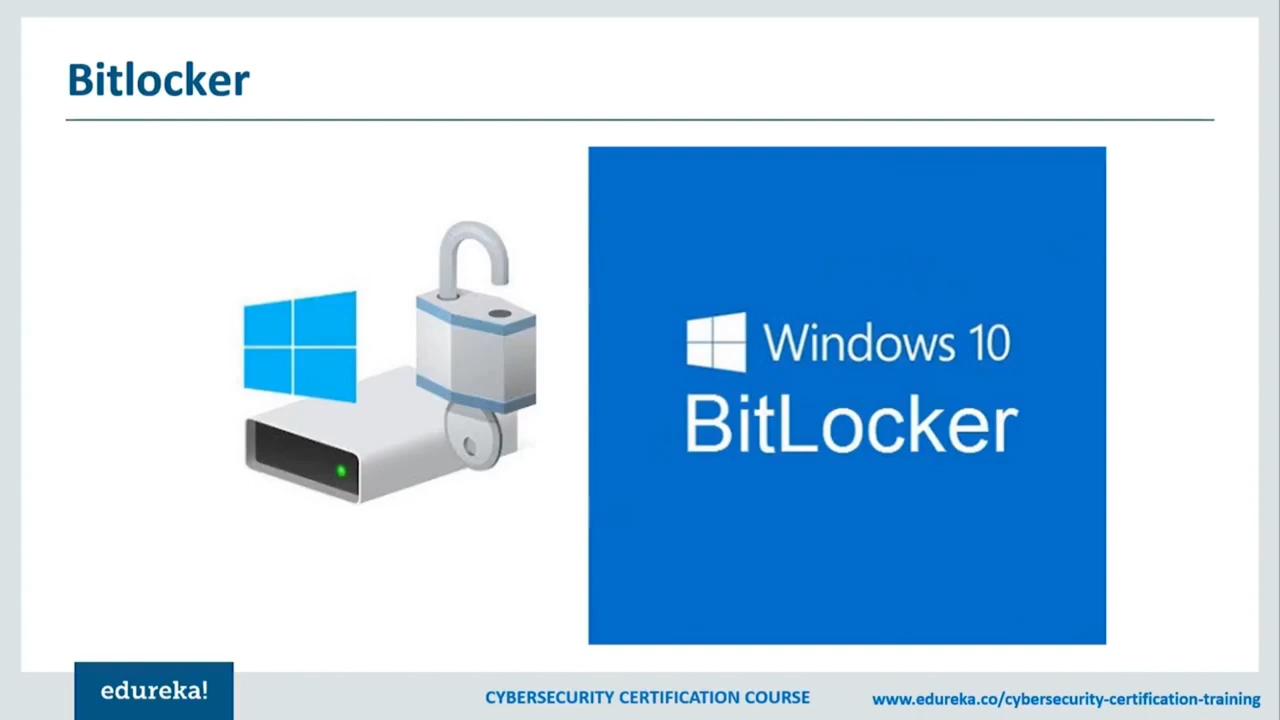 Bitlocker
Windows 10
BitLocker
edureka!
CYBERSECURITY CERTIFICATION COURSE
www.edureka.co/cybersecurity-certification-training